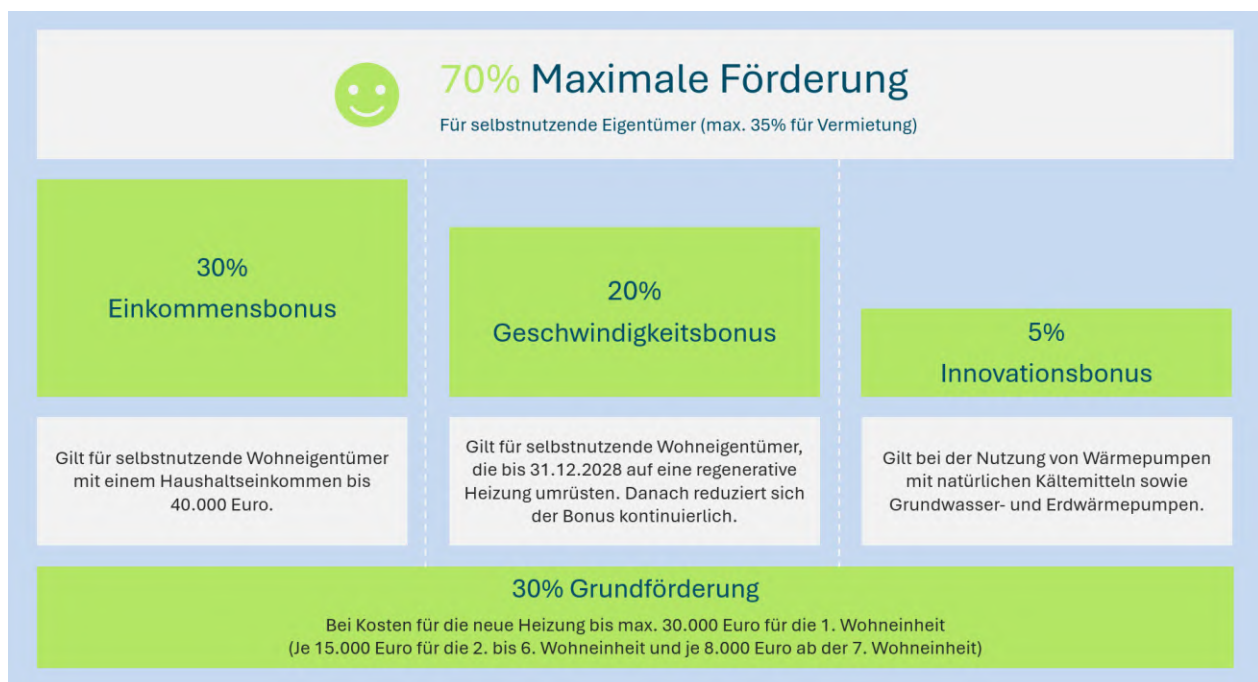 70% Maximale Förderung
Für selbstnutzende Eigentümer (max. 35% für Vermietung)
30%
Einkommensbonus
Gilt für selbstnutzende Wohneigentümer
mit einem Haushaltseinkommen bis
40.000 Euro.
20%
Geschwindigkeitsbonus
Gilt für selbstnutzende Wohneigentümer,
die bis 31.12.2028 auf eine regenerative
Heizung umrüsten. Danach reduziert sich
der Bonus kontinuierlich.
5%
Innovationsbonus
Gilt bei der Nutzung von Wärmepumpen
mit natürlichen Kältemitteln sowie
Grundwasser- und Erdwärmepumpen.
30% Grundförderung
Bei Kosten für die neue Heizung bis max. 30.000 Euro für die 1. Wohneinheit
(Je 15.000 Euro für die 2. bis 6. Wohneinheit und je 8.000 Euro ab der 7. Wohneinheit)